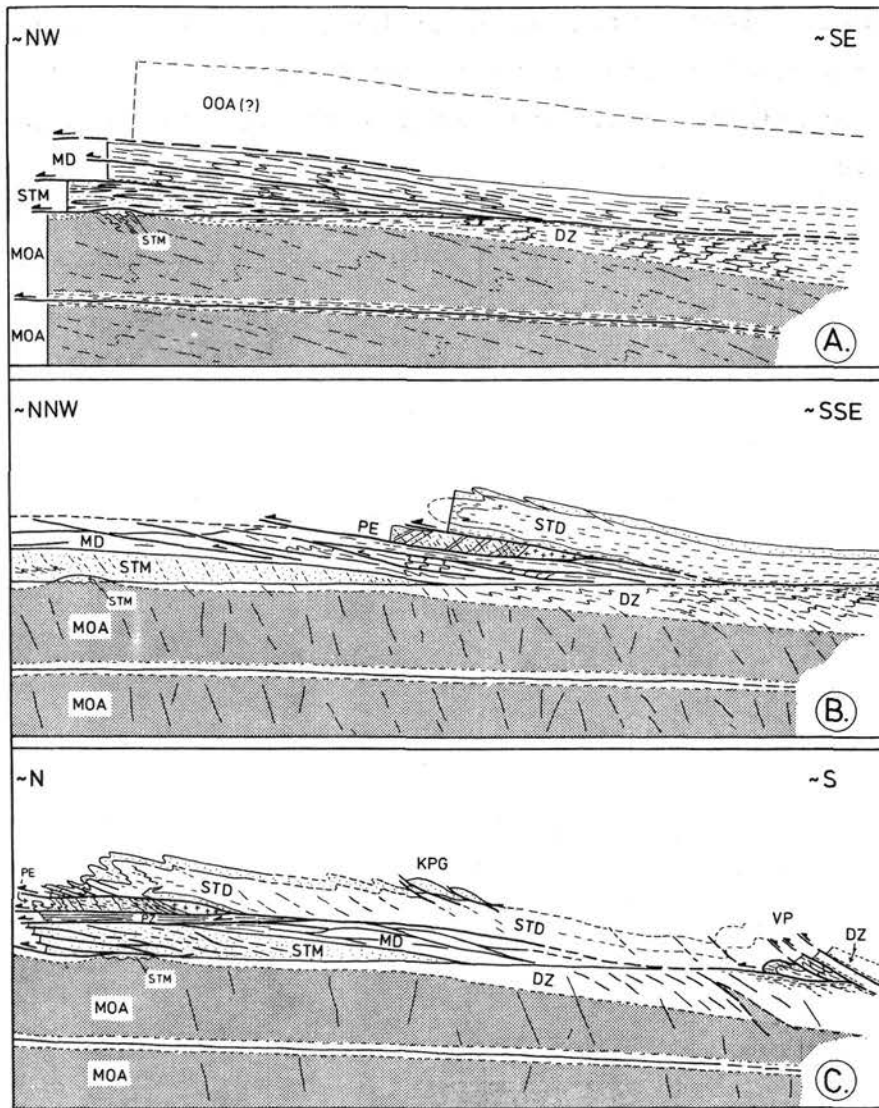 ~NW
~SE
OOA(?)
MD
STM
STM
DZ
MOA
MOA
A.
~NNW
~SSE
PE
STD
MD
STM
STM
DZ
MOA
MOA
B.
~N
~S
KPG
PE
STD
STD
VP
DZ
PZ
MD
STM
STM
DZ
MOA
MOA
C.